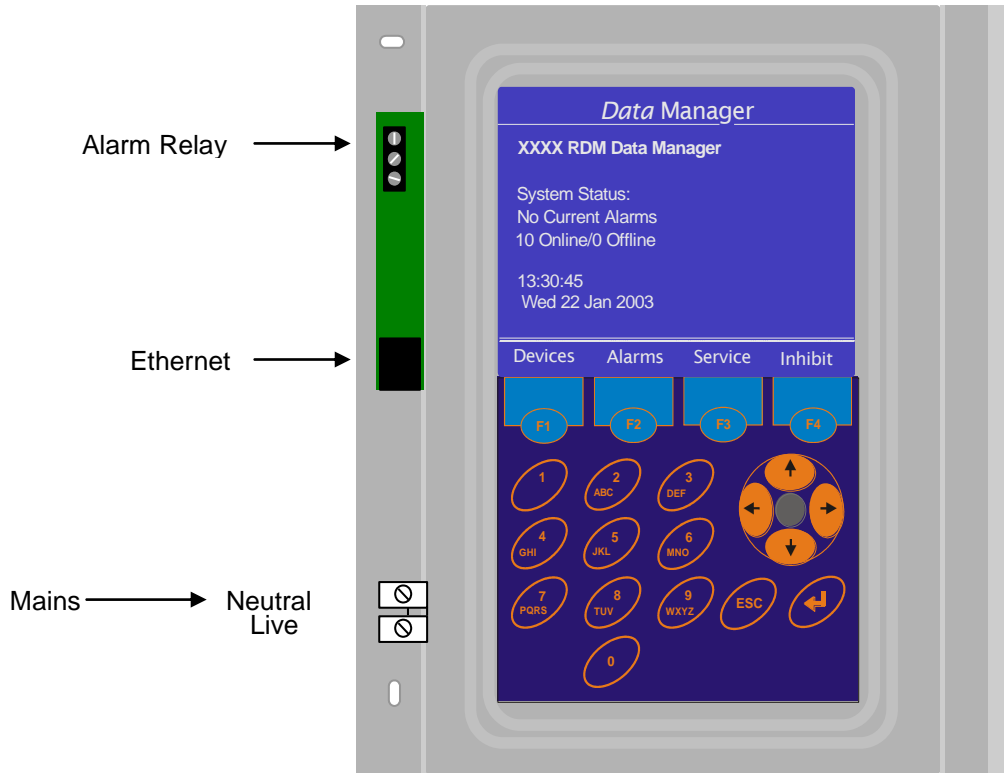 Alarm Relay
Ethernet
Mains
Neutral
Live
Data Manager
XXXX RDM Data Manager
System Status:
No Current Alarms
10 Online/0 Offline
13:30:45
Wed 22 Jan 2003
Devices Alarms Service Inhibit
F1 F2 F3 F4
1 2 3
ABC DEF
4 5 6
GHI JKL MNO
7 8 9
PQRS TUV WXYZ ESC
0